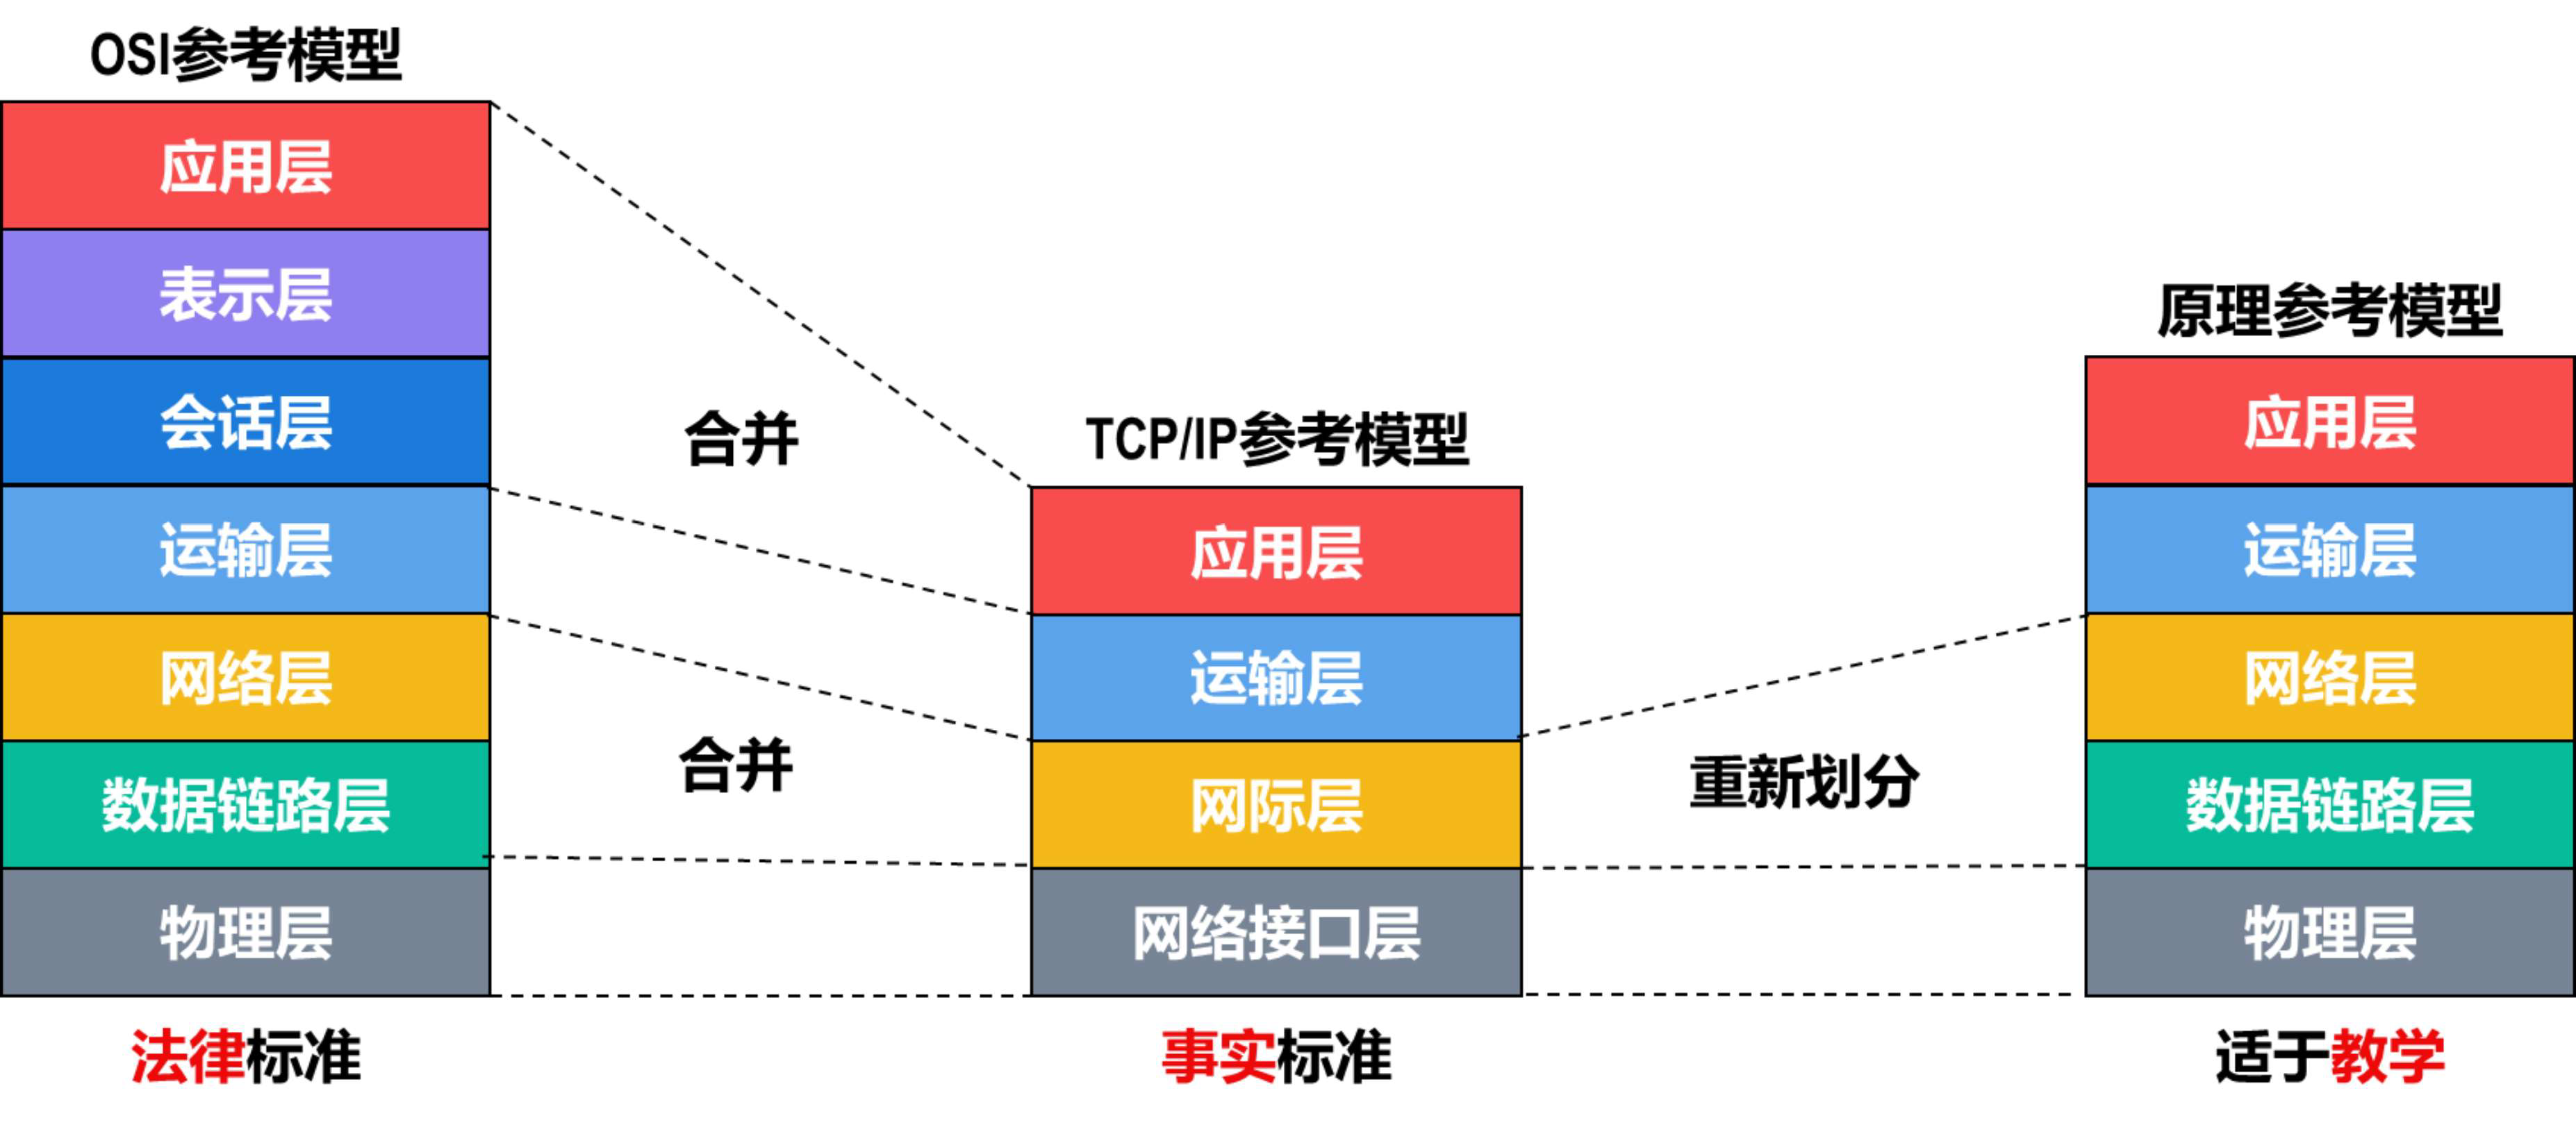 OSI参考模型
应用层
表示层
会话层
运输层
网络层
数据链路层
物理层
法律标准
合并
合并
TCP/IP参考模型
应用层
运输层
网际层
网络接口层
事实标准
重新划分
原理参考模型
应用层
运输层
网络层
数据链路层
物理层
适于教学